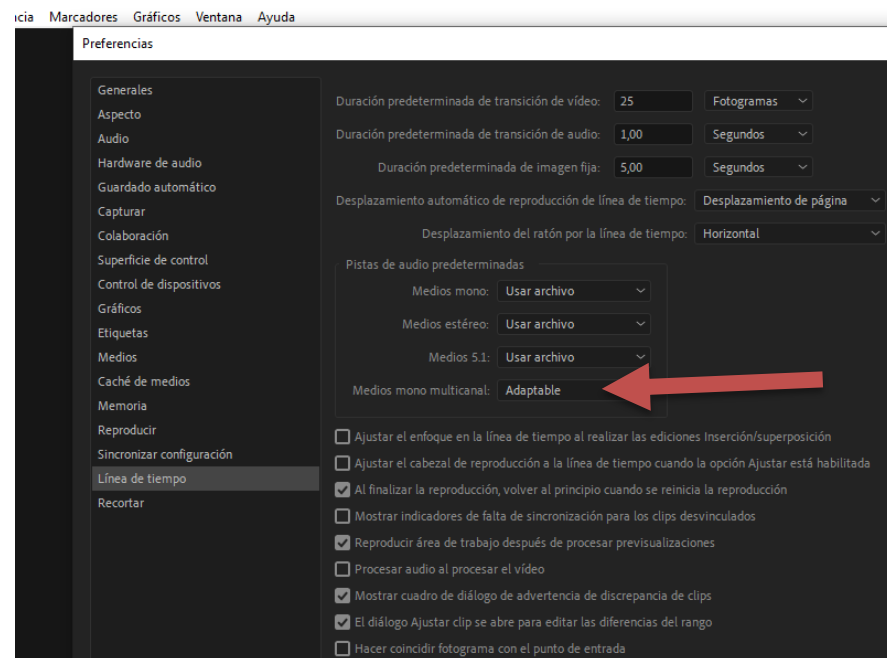 ncia Marcadores Gráficos Ventana Ayuda
Preferencias
Generales
Aspecto
Audio
Hardware de audio
Guardado automático
Capturar
Colaboración
Superficie de control
Control de dispositivos
Gráficos
Etiquetas
Medios
Caché de medios
Memoria
Reproducir
Sincronizar configuración
Línea de tiempo
Recortar
Duración predeterminada de transición de vídeo: 25 Fotogramas
Duración predeterminada de transición de audio: 1,00 Segundos
Duración predeterminada de imagen fija: 5,00 Segundos
Desplazamiento automático de reproducción de línea de tiempo: Desplazamiento de página
Desplazamiento del ratón por la línea de tiempo: Horizontal
Pistas de audio predeterminadas
Medios mono: Usar archivo
Medios estéreo: Usar archivo
Medios 5.1: Usar archivo
Medios mono multicanal: Adaptable
Ajustar el enfoque en la línea de tiempo al realizar las ediciones Inserción/superposición
Ajustar el cabezal de reproducción a la línea de tiempo cuando la opción Ajustar está habilitada
Al finalizar la reproducción, volver al principio cuando se reinicia la reproducción
Mostrar indicadores de falta de sincronización para los clips desvinculados
Reproducir área de trabajo después de procesar previsualizaciones
Procesar audio al procesar el vídeo
Mostrar cuadro de diálogo de advertencia de discrepancia de clips
El diálogo Ajustar clip se abre para editar las diferencias del rango
Hacer coincidir fotograma con el punto de entrada